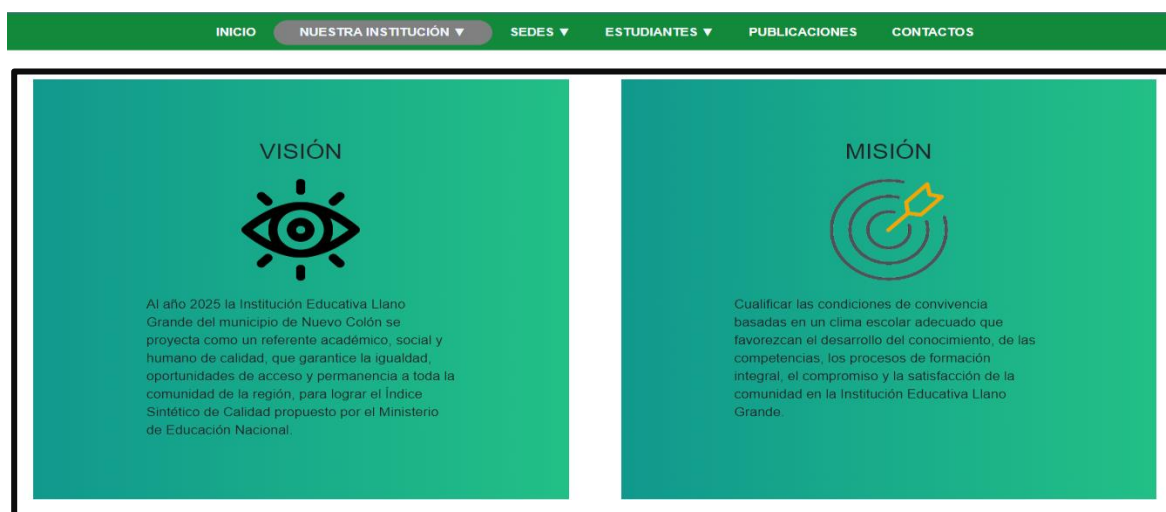 INICIO NUESTRA INSTITUCIÓN ▼ SEDES ▼ ESTUDIANTES ▼ PUBLICACIONES CONTACTOS
VISIÓN
Al año 2025 la Institución Educativa Llano
Grande del municipio de Nuevo Colón se
proyecta como un referente académico, social y
humano de calidad, que garantice la igualdad,
oportunidades de acceso y permanencia a toda la
comunidad de la región, para lograr el Índice
Sintético de Calidad propuesto por el Ministerio
de Educación Nacional.
MISIÓN
Cualificar las condiciones de convivencia
basadas en un clima escolar adecuado que
favorezcan el desarrollo del conocimiento, de las
competencias, los procesos de formación
integral, el compromiso y la satisfacción de la
comunidad en la Institución Educativa Llano
Grande.